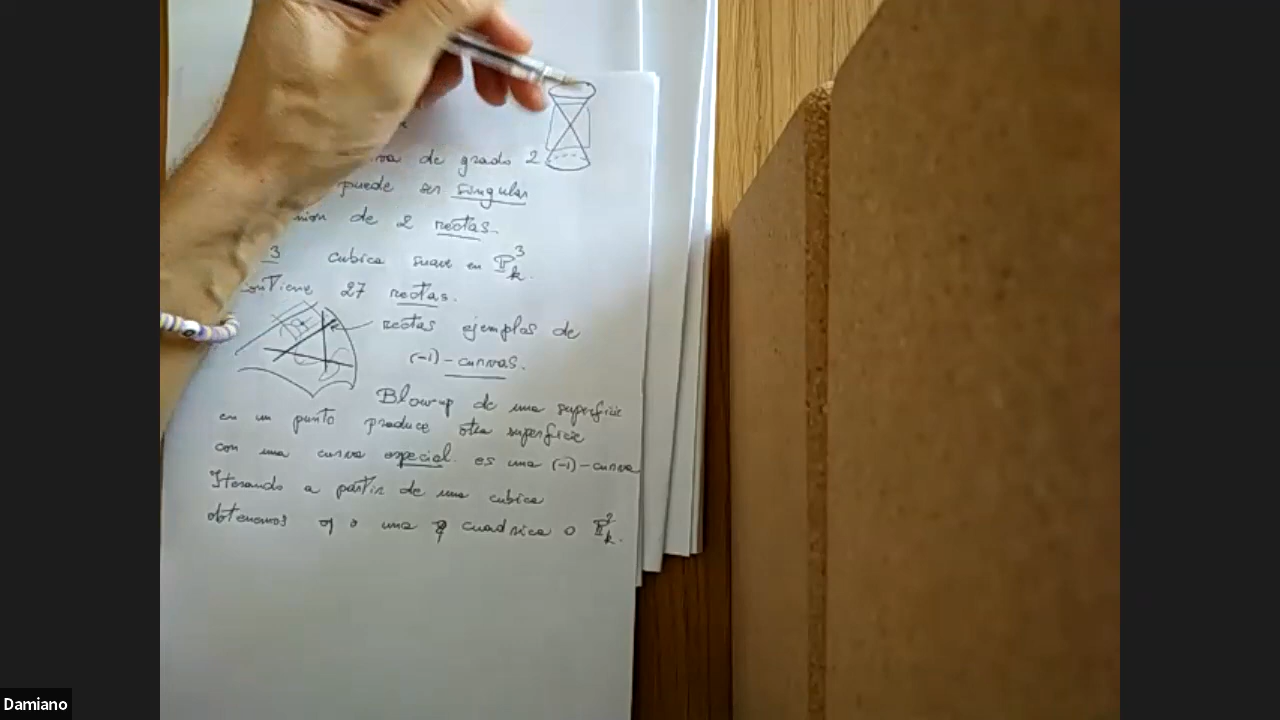 de grado 2
puede ser singular
de 2 rectas.
3 cubica suave en P³ₖ.
contiene 27 rectas.
rectas ejemplos de
(-1)-curvas.
Blow-up de una superficie
en un punto produce otra superficie
con una curva especial. es una (-1)-curva
Iterando a partir de una cubica
obtenemos o una cuadrica o P²ₖ.
Damiano